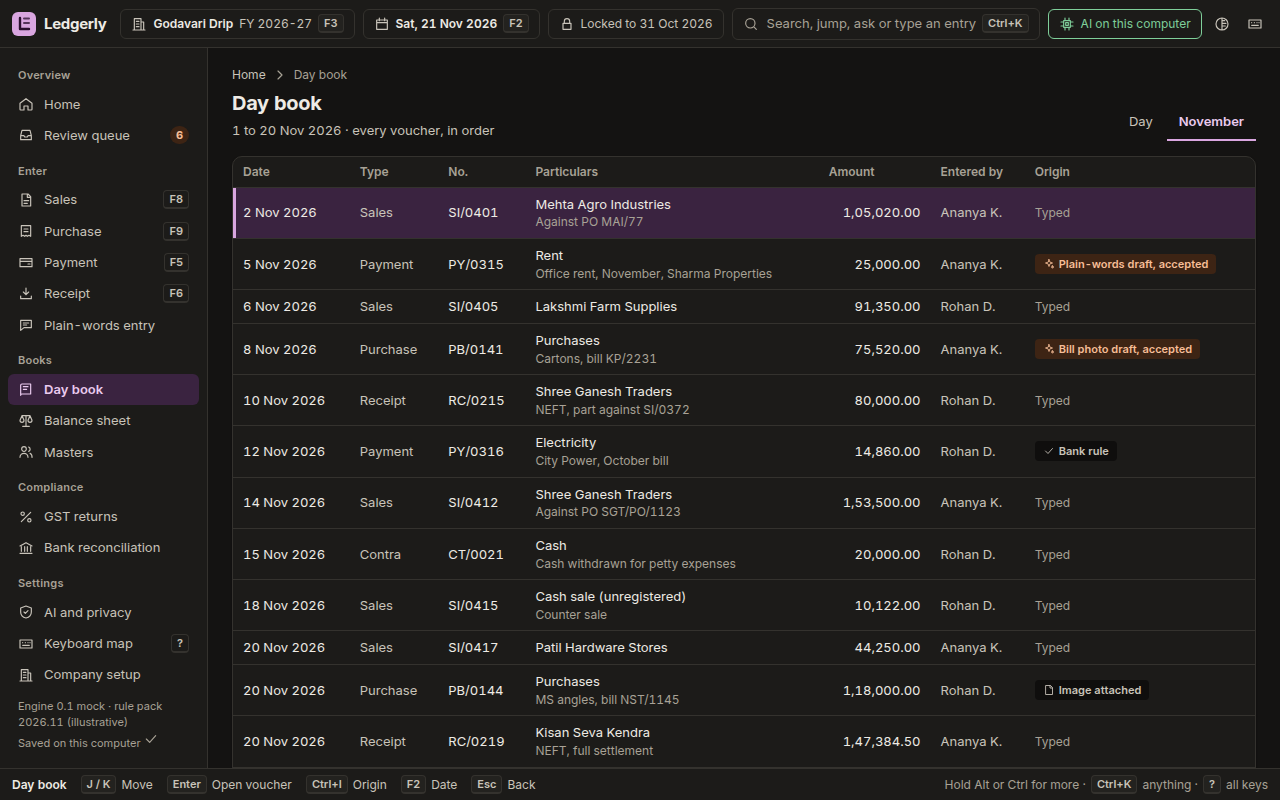 Ledgerly
Godavari Drip FY 2026-27 F3
Sat, 21 Nov 2026 F2
Locked to 31 Oct 2026
Search, jump, ask or type an entry Ctrl+K
AI on this computer
Overview
Home
Review queue 6
Enter
Sales F8
Purchase F9
Payment F5
Receipt F6
Plain-words entry
Books
Day book
Balance sheet
Masters
Compliance
GST returns
Bank reconciliation
Settings
AI and privacy
Keyboard map ?
Company setup
Engine 0.1 mock · rule pack
2026.11 (illustrative)
Saved on this computer
Home > Day book
Day book
1 to 20 Nov 2026 · every voucher, in order
Day November
Date Type No. Particulars Amount Entered by Origin
2 Nov 2026 Sales SI/0401 Mehta Agro Industries 1,05,020.00 Ananya K. Typed
Against PO MAI/77
5 Nov 2026 Payment PY/0315 Rent 25,000.00 Ananya K. Plain-words draft, accepted
Office rent, November, Sharma Properties
6 Nov 2026 Sales SI/0405 Lakshmi Farm Supplies 91,350.00 Rohan D. Typed
8 Nov 2026 Purchase PB/0141 Purchases 75,520.00 Ananya K. Bill photo draft, accepted
Cartons, bill KP/2231
10 Nov 2026 Receipt RC/0215 Shree Ganesh Traders 80,000.00 Rohan D. Typed
NEFT, part against SI/0372
12 Nov 2026 Payment PY/0316 Electricity 14,860.00 Rohan D. Bank rule
City Power, October bill
14 Nov 2026 Sales SI/0412 Shree Ganesh Traders 1,53,500.00 Ananya K. Typed
Against PO SGT/PO/1123
15 Nov 2026 Contra CT/0021 Cash 20,000.00 Rohan D. Typed
Cash withdrawn for petty expenses
18 Nov 2026 Sales SI/0415 Cash sale (unregistered) 10,122.00 Rohan D. Typed
Counter sale
20 Nov 2026 Sales SI/0417 Patil Hardware Stores 44,250.00 Ananya K. Typed
20 Nov 2026 Purchase PB/0144 Purchases 1,18,000.00 Rohan D. Image attached
MS angles, bill NST/1145
20 Nov 2026 Receipt RC/0219 Kisan Seva Kendra 1,47,384.50 Ananya K. Typed
NEFT, full settlement
Day book J / K Move Enter Open voucher Ctrl+I Origin F2 Date Esc Back
Hold Alt or Ctrl for more · Ctrl+K anything · ? all keys